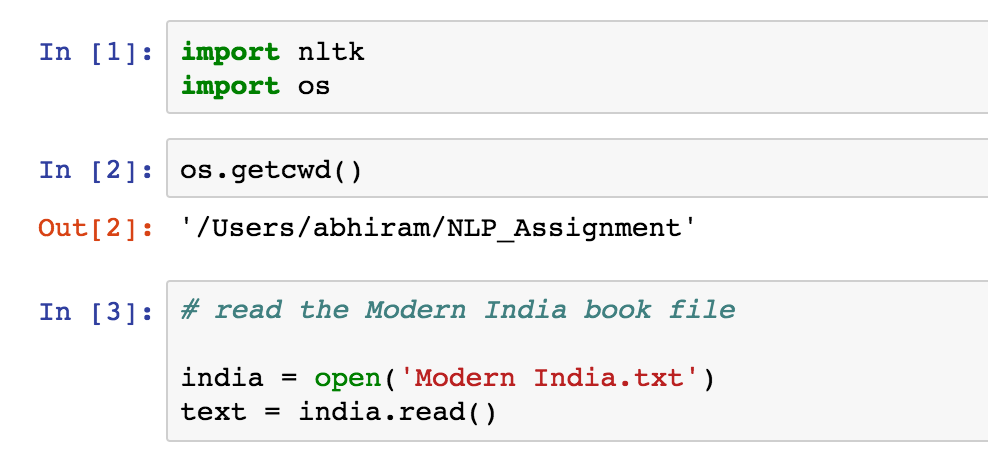 In [1]: import nltk
import os
In [2]: os.getcwd()
Out[2]: '/Users/abhiram/NLP_Assignment'
In [3]: # read the Modern India book file
india = open('Modern India.txt')
text = india.read()